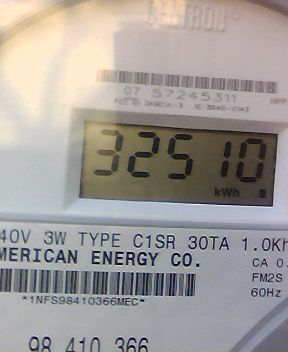 CENTRON®
07 57245311
32510
kWh
40V 3W TYPE C1SR 30TA 1.0Kh
MERICAN ENERGY CO.
CA 0.
FM2S
60Hz
*1NFS98410366MEC*
98 410 366